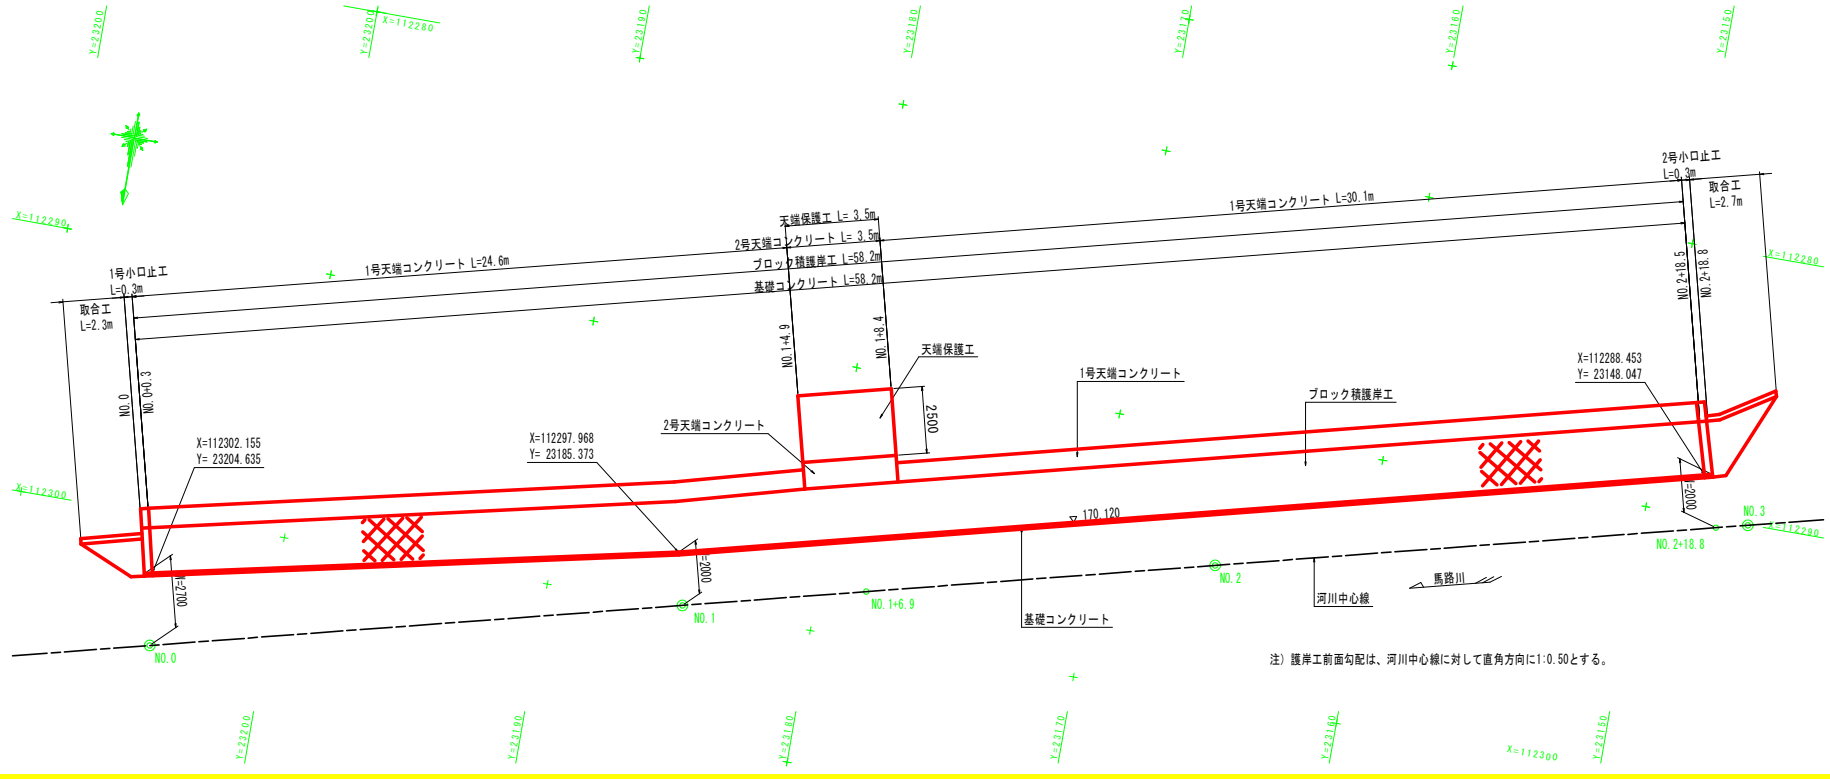 Y=23200
Y=23200
X=112280
Y=23190
Y=23180
Y=23170
Y=23160
Y=23150
2号小口止工
L=0.3m
取合工
L=2.7m
X=112290
1号天端コンクリート L=30.1m
天端保護工 L= 3.5m
2号天端コンクリート L= 3.5m
1号天端コンクリート L=24.6m
ブロック積護岸工 L=58.2m
基礎コンクリート L=58.2m
1号小口止工
L=0.3m
取合工
L=2.3m
NO.2+18.5
NO.2+18.8
X=112280
NO.1+4.9
NO.1+8.4
天端保護工
NO.0
NO.0+0.3
1号天端コンクリート
X=112288.453
Y= 23148.047
ブロック積護岸工
2500
2号天端コンクリート
X=112302.155
Y= 23204.635
X=112297.968
Y= 23185.373
X=112300
170.120
=2000
NO.3
X=112290
NO.2+18.8
=2000
W=2700
NO.2
馬路川
河川中心線
NO.1
NO.1+6.9
基礎コンクリート
NO.0
注) 護岸工前面勾配は、河川中心線に対して直角方向に1:0.50とする。
Y=23200
Y=23190
Y=23180
Y=23170
Y=23160
X=112300
Y=23150